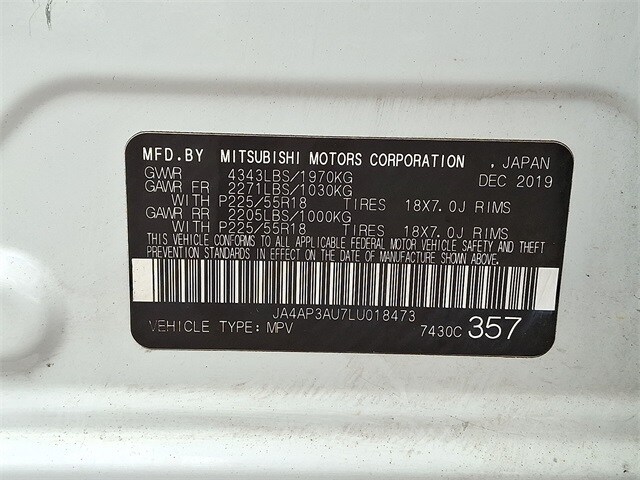 MFD.BY MITSUBISHI MOTORS CORPORATION , JAPAN
GVWR 4343LBS/1970KG DEC 2019
GAWR FR 2271LBS/1030KG
WITH P225/55R18 TIRES 18X7.0J RIMS
GAWR RR 2205LBS/1000KG
WITH P225/55R18 TIRES 18X7.0J RIMS
THIS VEHICLE CONFORMS TO ALL APPLICABLE FEDERAL MOTOR VEHICLE SAFETY AND THEFT
PREVENTION STANDARDS IN EFFECT ON THE DATE OF MANUFACTURE SHOWN ABOVE.
JA4AP3AU7LU018473
VEHICLE TYPE: MPV 7430C 357